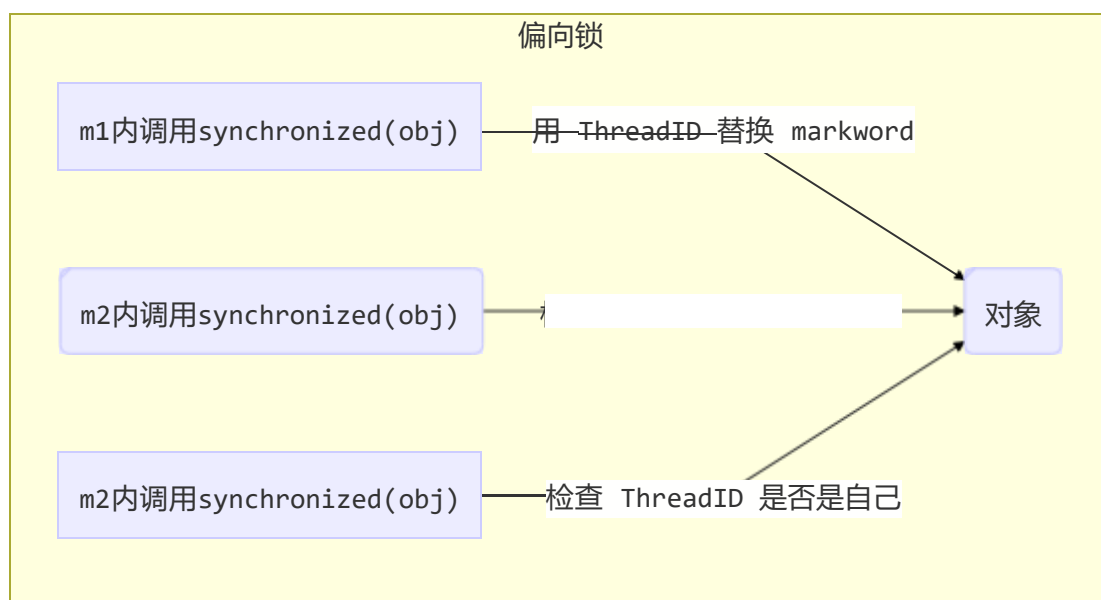 偏向锁
m1内调用synchronized(obj)
用 ThreadID 替换 markword
m2内调用synchronized(obj)
对象
m2内调用synchronized(obj)
检查 ThreadID 是否是自己